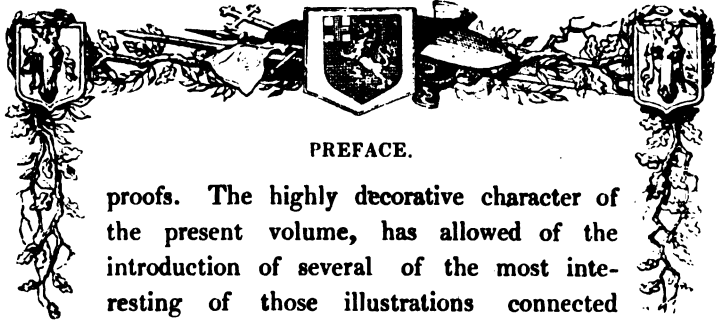 PREFACE.
proofs. The highly decorative character of
the present volume, has allowed of the
introduction of several of the most inte-
resting of those illustrations connected